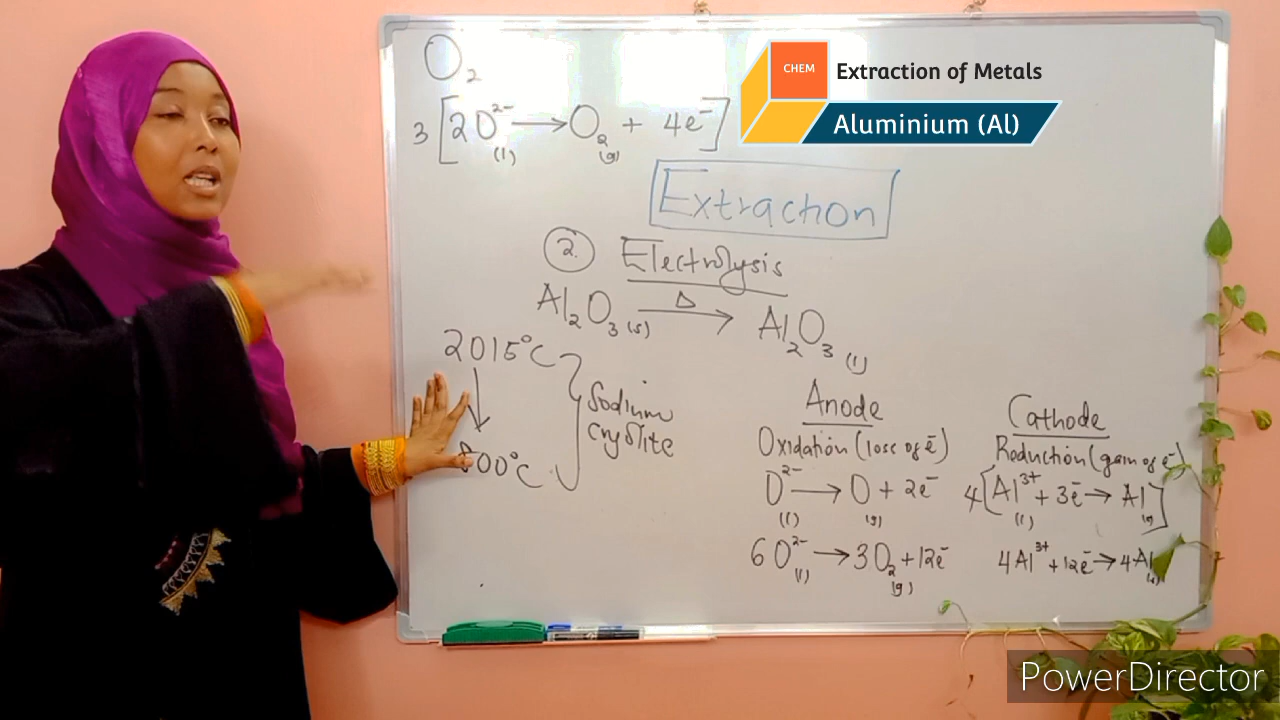 O₂
3[2O²⁻(l) → O₂(g) + 4e⁻]
CHEM
Extraction of Metals
Aluminium (Al)
Extraction
2. Electrolysis
Al₂O₃(s) —Δ→ Al₂O₃(l)
2015°C
↓
00°C
Sodium
cryolite
Anode
Oxidation (loss of e⁻)
O²⁻(l) → O(g) + 2e⁻
6O²⁻(l) → 3O₂(g) + 12e⁻
Cathode
Reduction (gain of e⁻)
4[Al³⁺(l) + 3e⁻ → Al]
4Al³⁺ + 12e⁻ → 4Al
PowerDirector